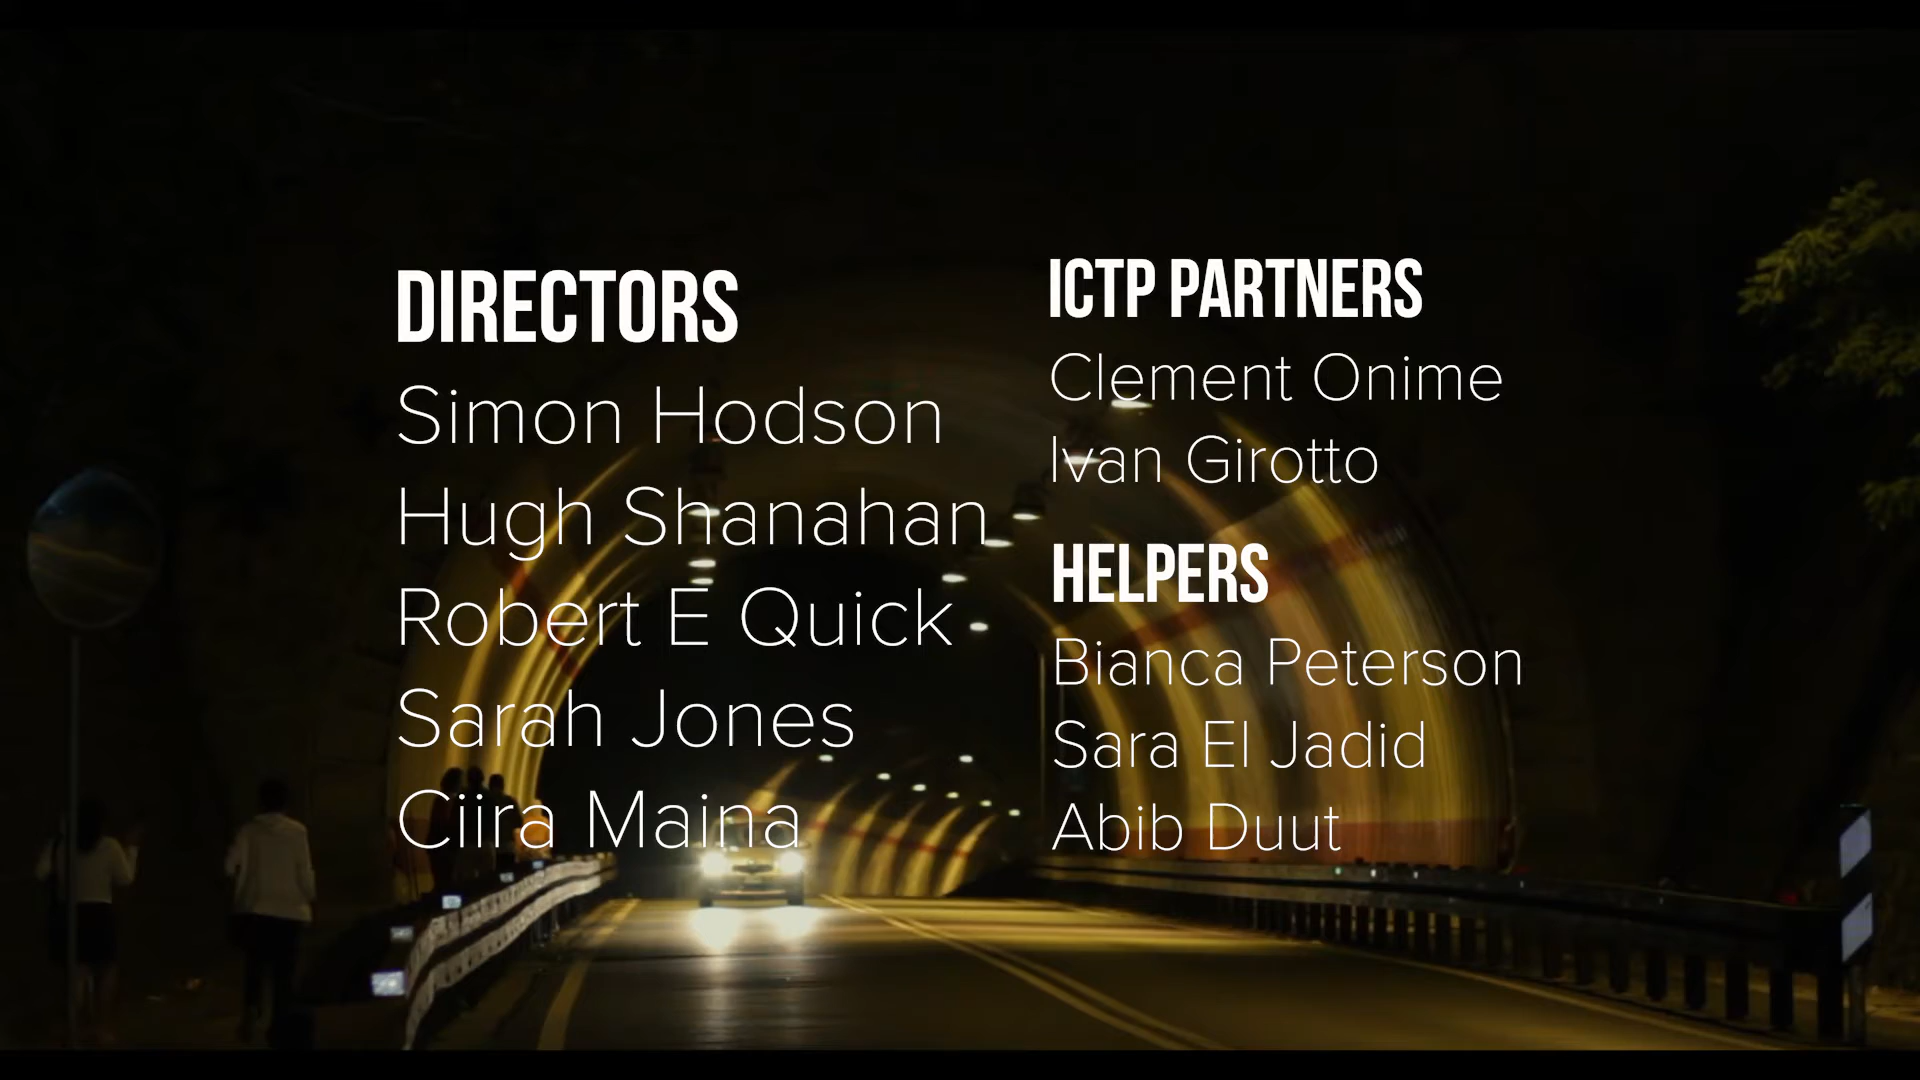 DIRECTORS
Simon Hodson
Hugh Shanahan
Robert E Quick
Sarah Jones
Ciira Maina
ICTP PARTNERS
Clement Onime
Ivan Girotto
HELPERS
Bianca Peterson
Sara El Jadid
Abib Duut